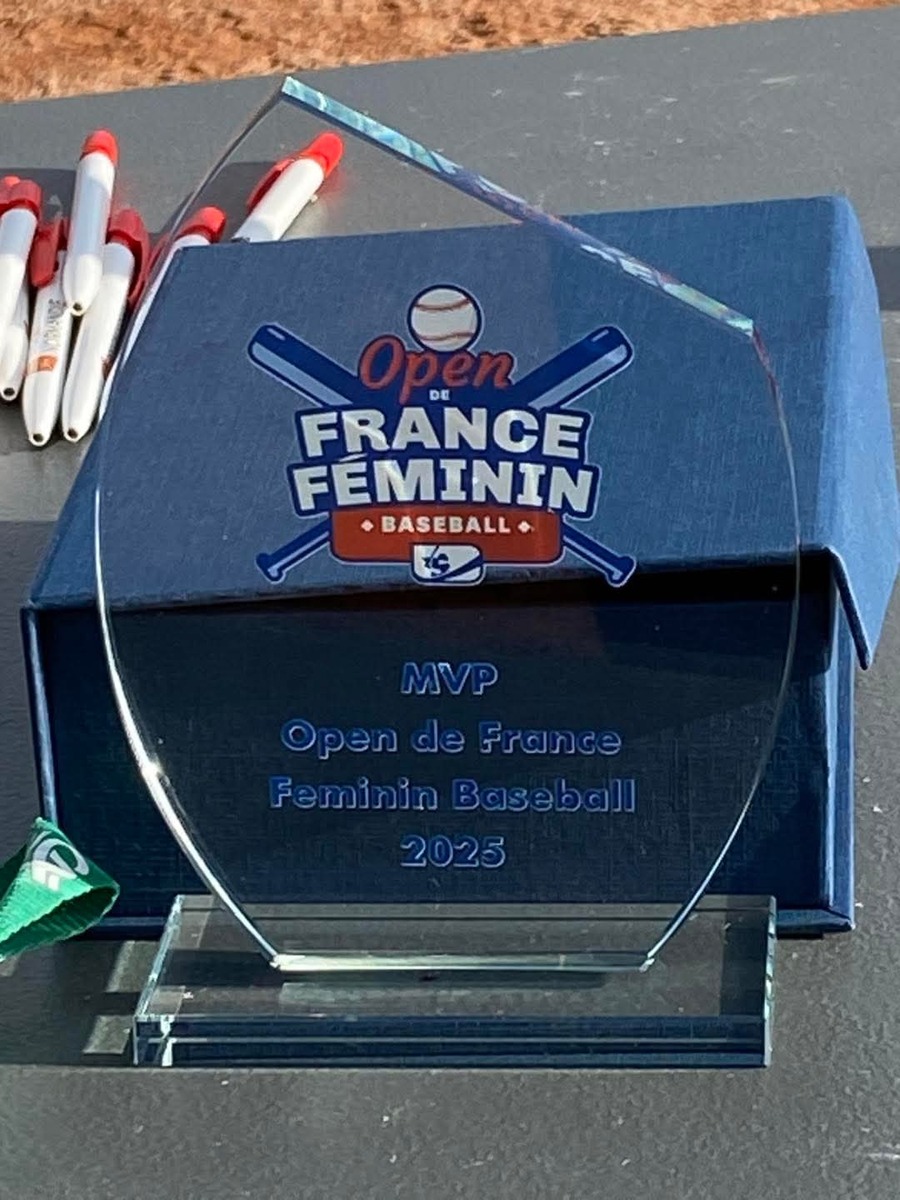 Open
DE
FRANCE
FÉMININ
BASEBALL
MVP
Open de France
Feminin Baseball
2025